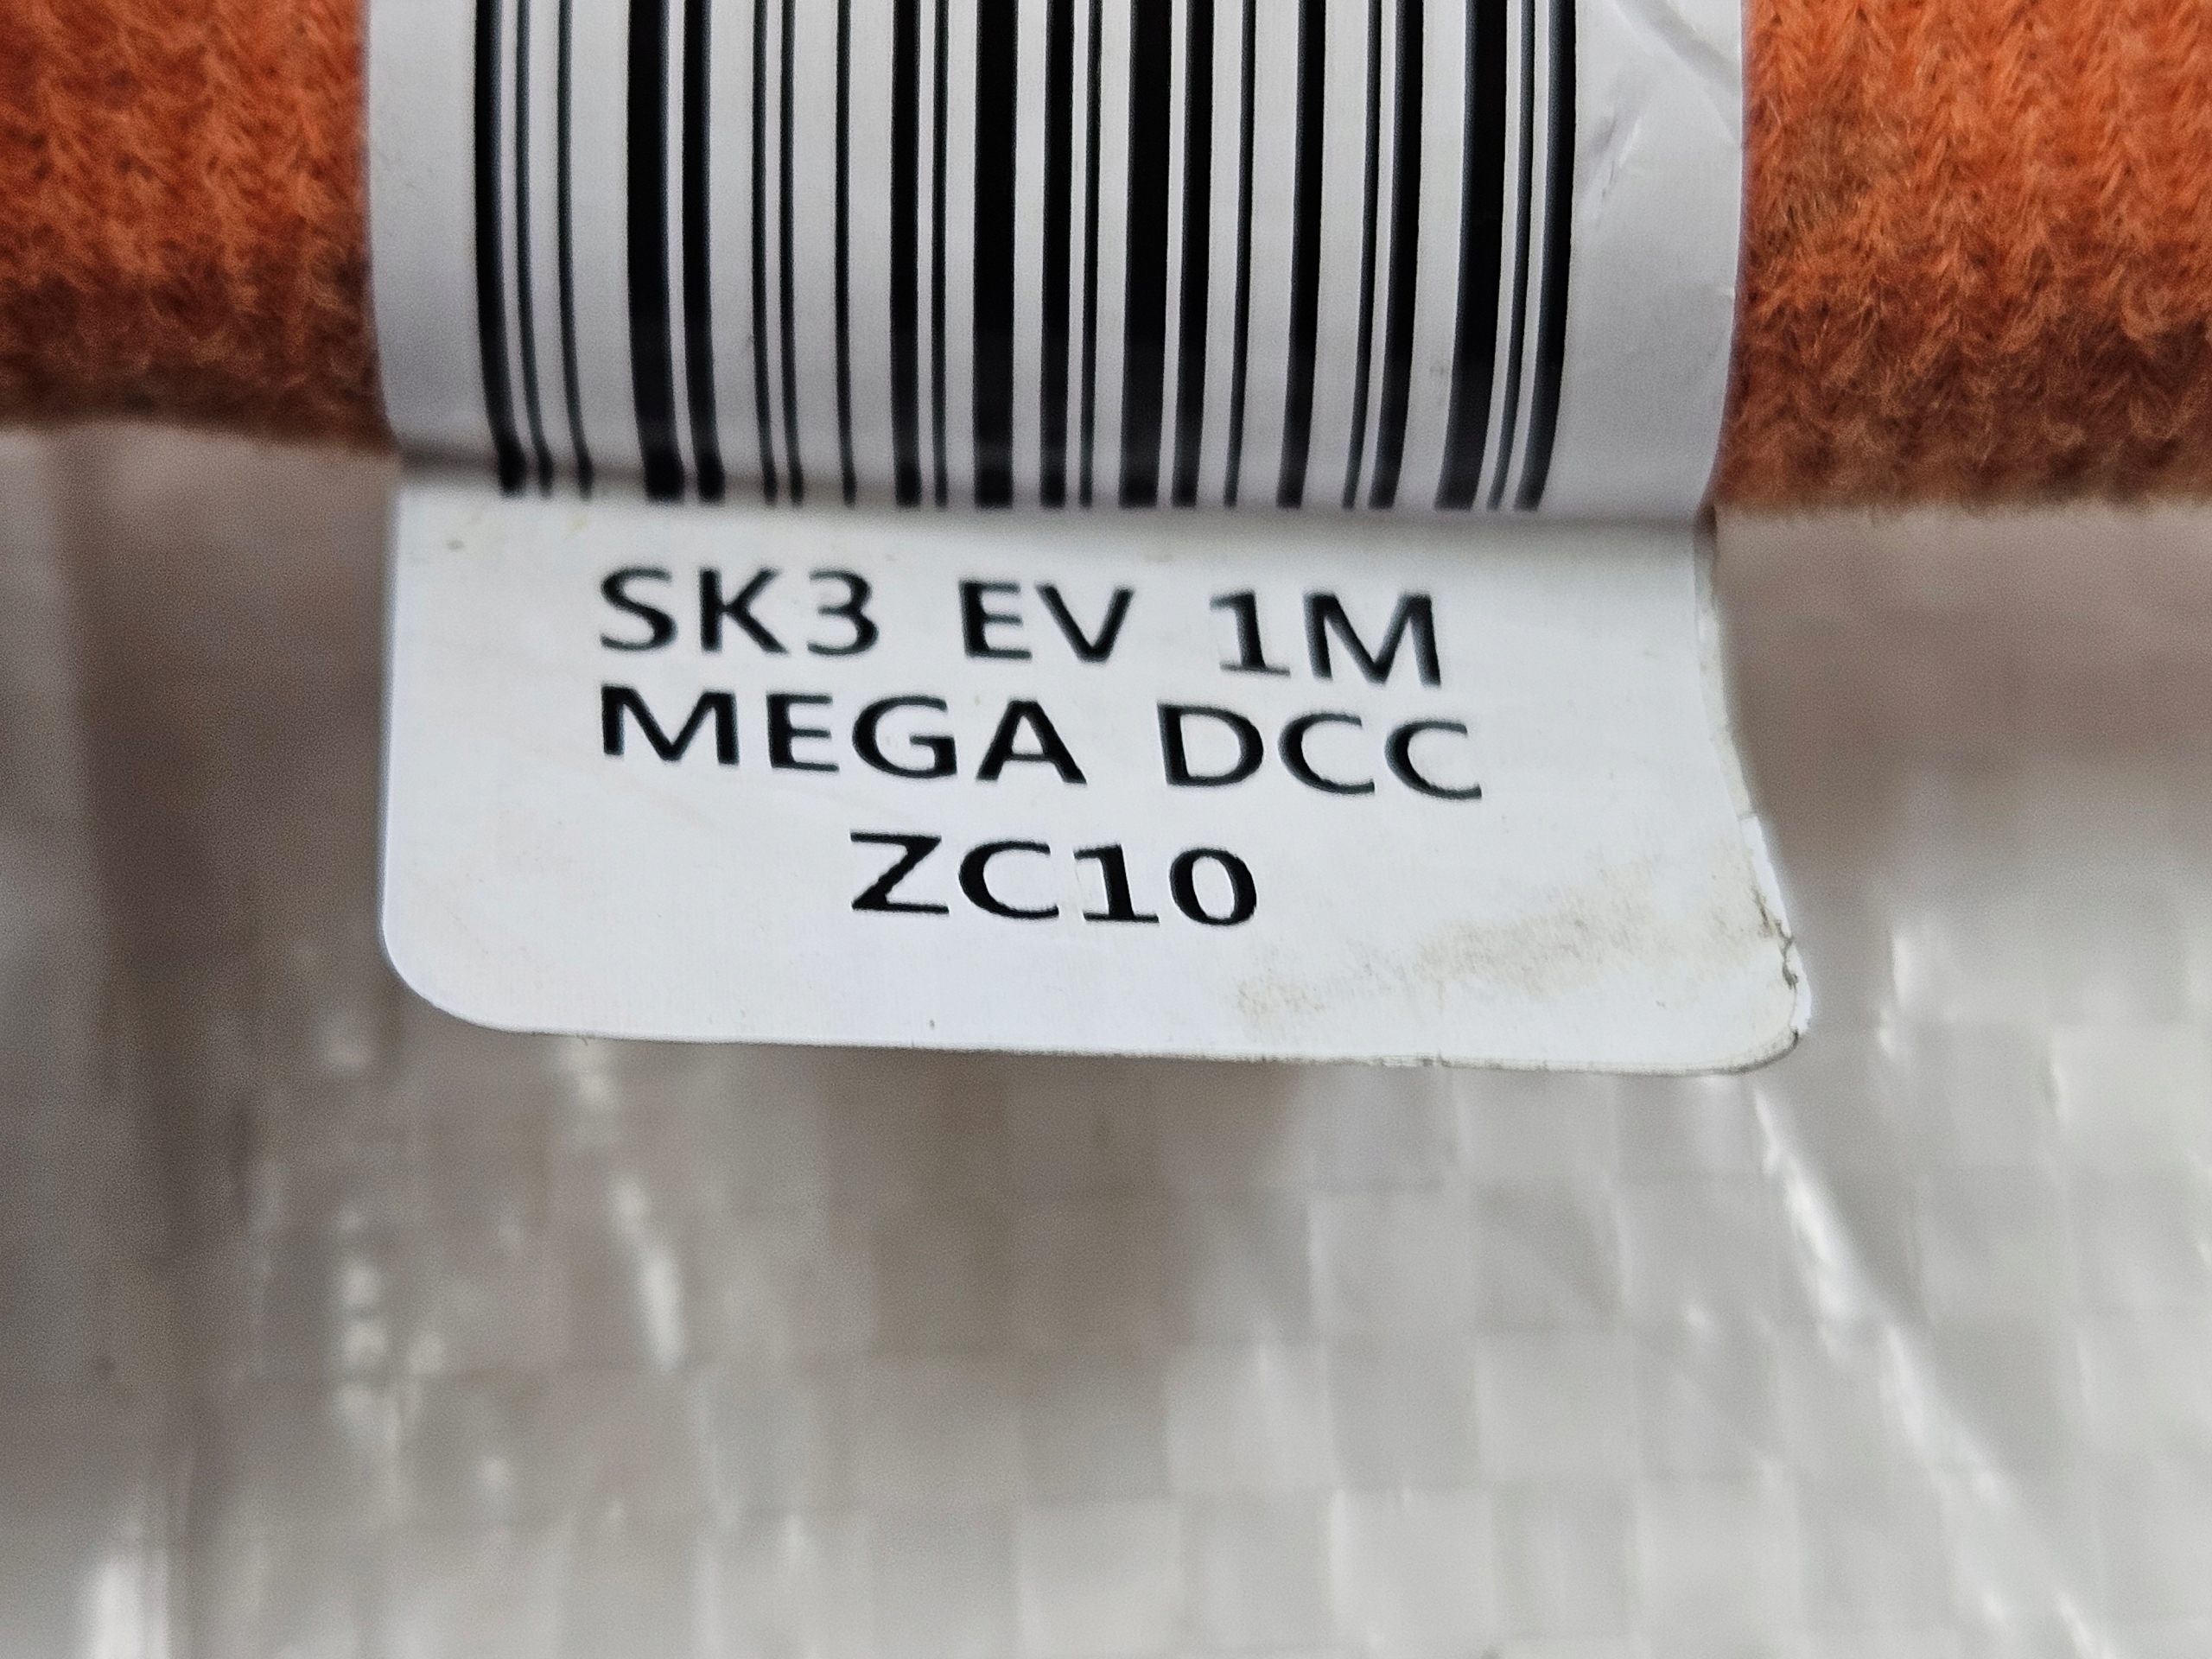 SK3 EV 1M
MEGA DCC
ZC10